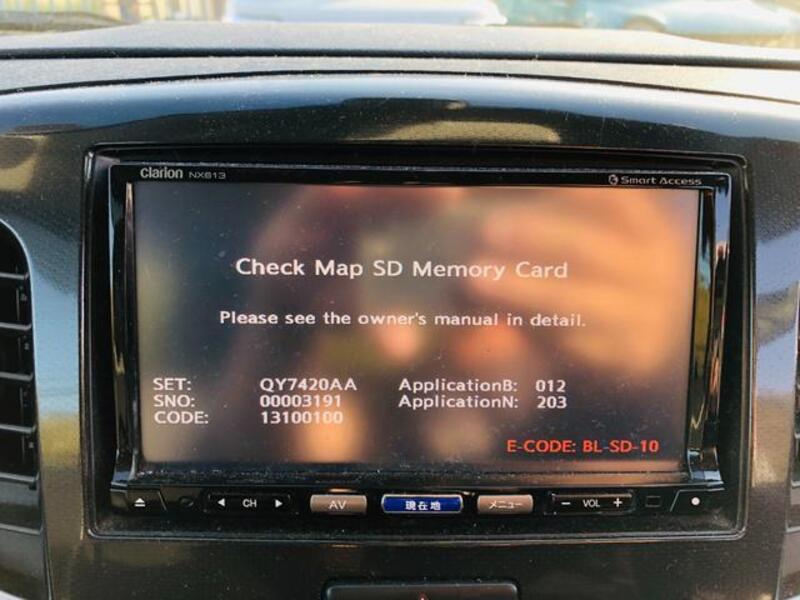 Clarion NX613
Smart Access
Check Map SD Memory Card
Please see the owner's manual in detail.
SET: QY7420AA ApplicationB: 012
SNO: 00003191 ApplicationN: 203
CODE: 13100100
E-CODE: BL-SD-10
CH AV 現在地 メニュー − VOL +